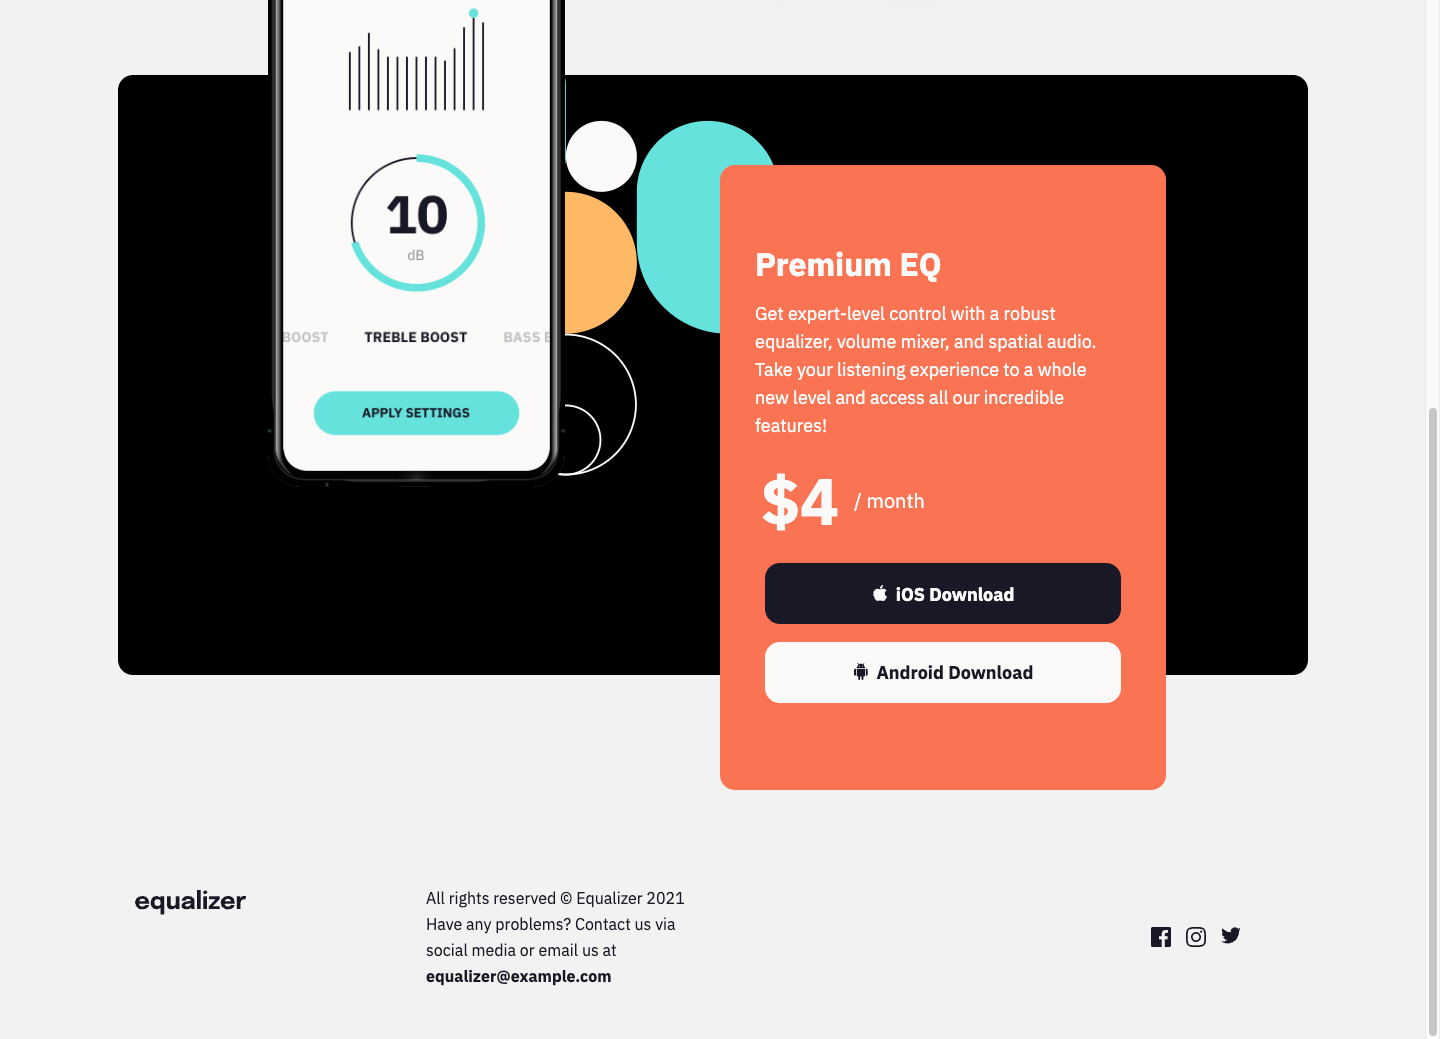 10
dB
BOOST TREBLE BOOST BASS B
APPLY SETTINGS
Premium EQ
Get expert-level control with a robust
equalizer, volume mixer, and spatial audio.
Take your listening experience to a whole
new level and access all our incredible
features!
$4 / month
iOS Download
Android Download
equalizer
All rights reserved © Equalizer 2021
Have any problems? Contact us via
social media or email us at
equalizer@example.com